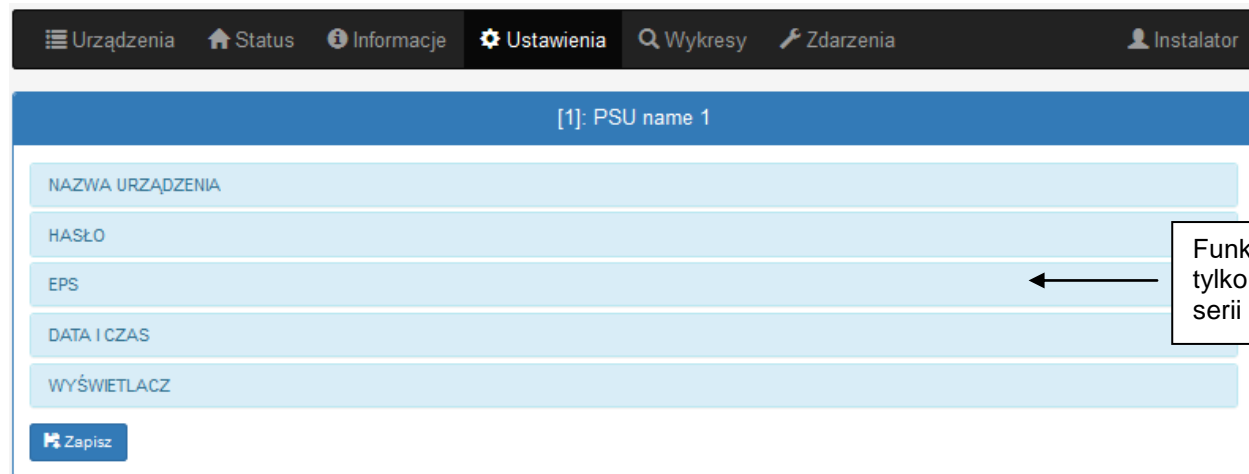 Urządzenia Status Informacje Ustawienia Wykresy Zdarzenia Instalator
[1]: PSU name 1
NAZWA URZĄDZENIA
HASŁO
EPS
DATA I CZAS
WYŚWIETLACZ
Zapisz
tylko
serii